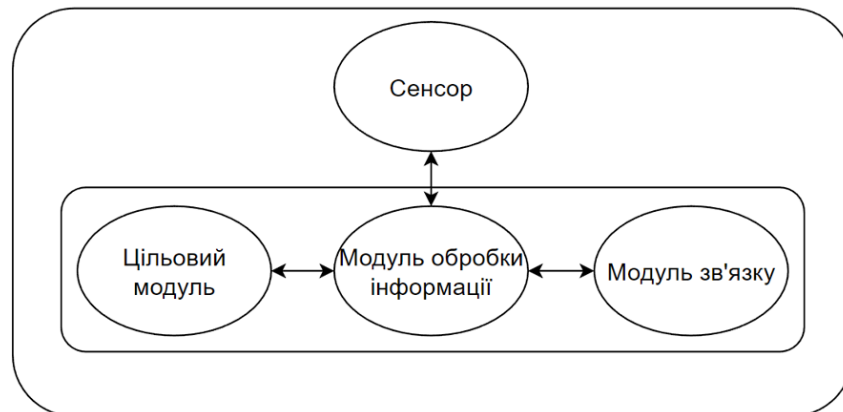 Сенсор
Цільовий
модуль
Модуль обробки
інформації
Модуль зв'язку